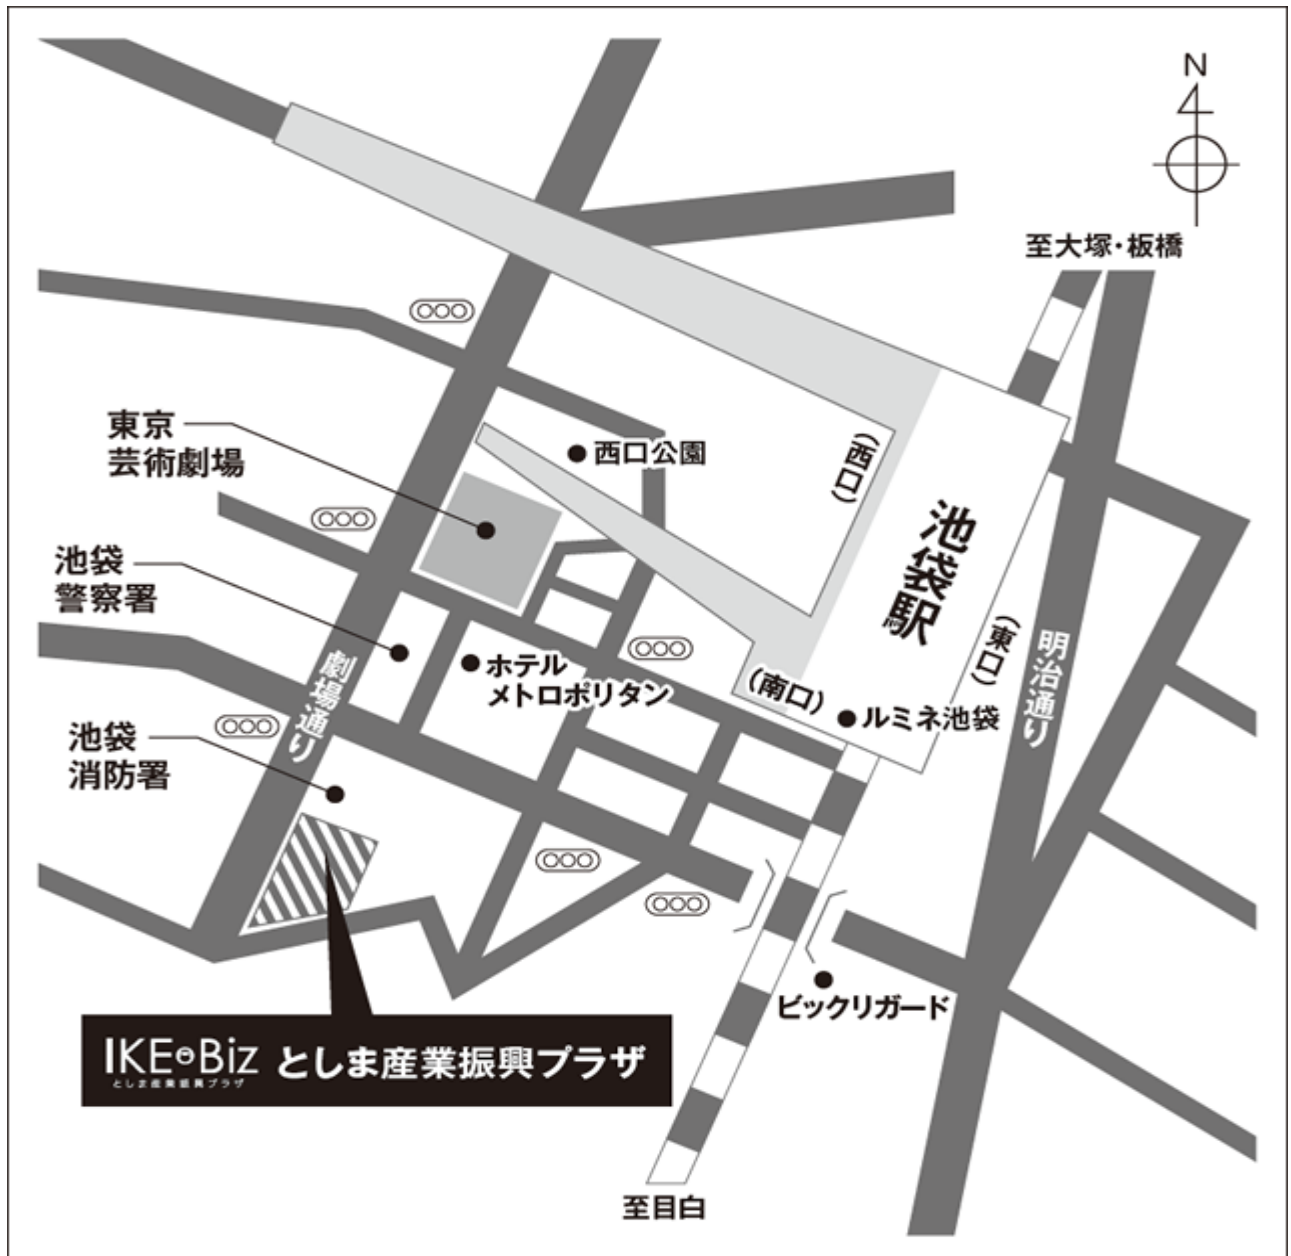 N
至大塚・板橋
東京
芸術劇場
西口公園
(西口)
池袋駅
池袋
警察署
(東口)
明治通り
劇場通り
ホテル
メトロポリタン
(南口)
ルミネ池袋
池袋
消防署
ビックリガード
IKE・Biz
としま産業振興プラザ
としま産業振興プラザ
至目白